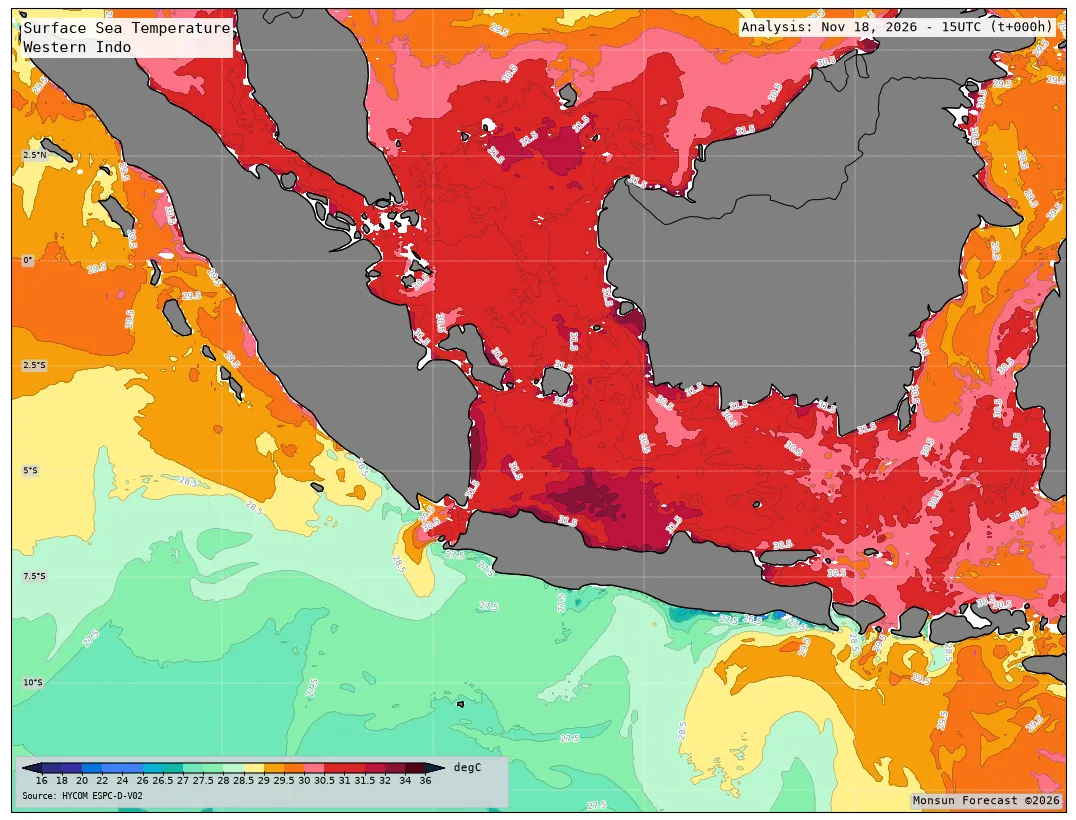 Surface Sea Temperature
Western Indo
Analysis: Nov 18, 2026 - 15UTC (t+000h)
2.5°N
0°
2.5°S
5°S
7.5°S
10°S
degC
16 18 20 22 24 26 26.5 27 27.5 28 28.5 29 29.5 30 30.5 31 31.5 32 34 36
Source: HYCOM ESPC-D-V02
Monsun Forecast ©2026